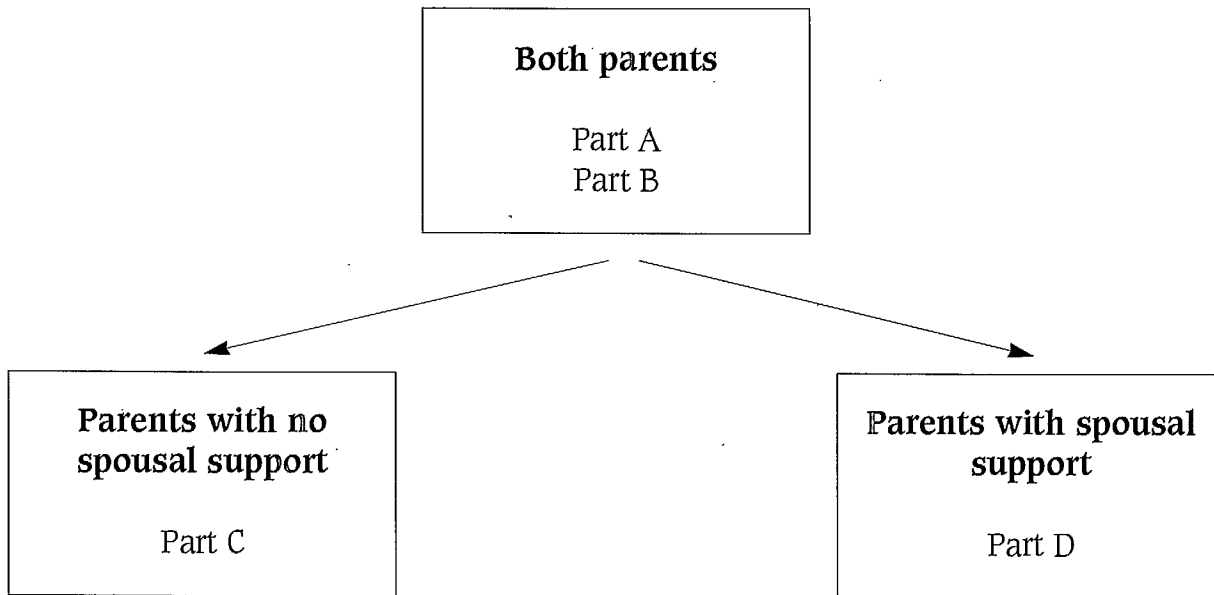 Both parents
Part A
Part B
Parents with no
spousal support
Part C
Parents with spousal
support
Part D